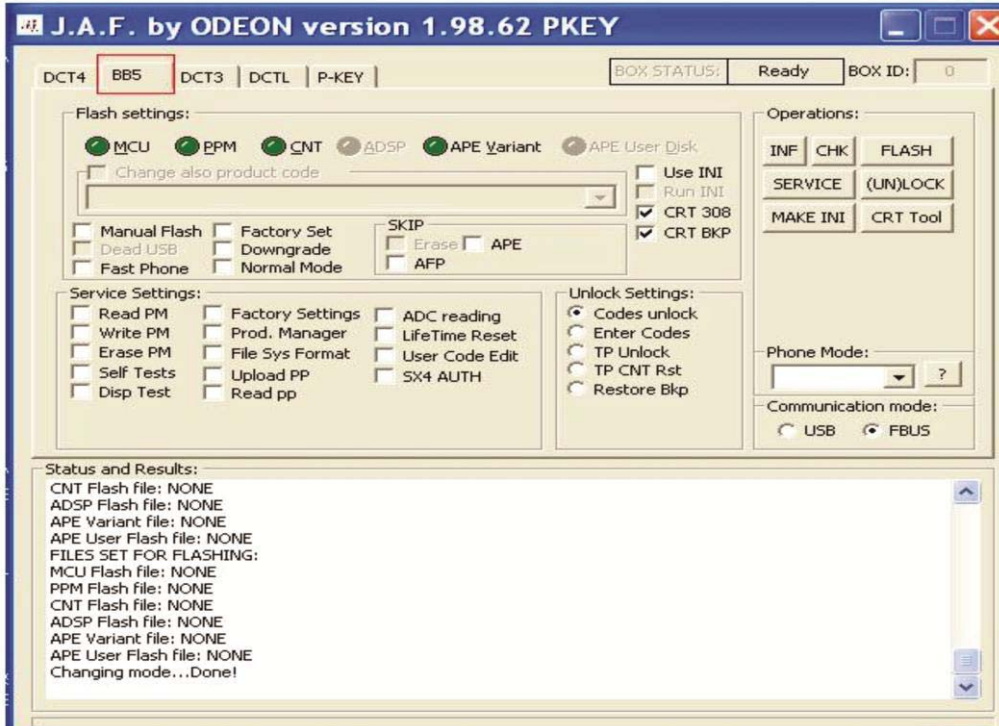 J.A.F. by ODEON version 1.98.62 PKEY
DCT4 BB5 DCT3 DCTL P-KEY BOX STATUS: Ready BOX ID: 0
Flash settings:
MCU PPM CNT ADSP APE Variant APE User Disk
Change also product code
Use INI
Run INI
CRT 308
CRT BKP
Manual Flash Factory Set
Dead USB Downgrade
Fast Phone Normal Mode
SKIP
Erase APE
AFP
Operations:
INF CHK FLASH
SERVICE (UN)LOCK
MAKE INI CRT Tool
Service Settings:
Read PM Factory Settings ADC reading
Write PM Prod. Manager LifeTime Reset
Erase PM File Sys Format User Code Edit
Self Tests Upload PP SX4 AUTH
Disp Test Read pp
Unlock Settings:
Codes unlock
Enter Codes
TP Unlock
TP CNT Rst
Restore Bkp
Phone Mode:
?
Communication mode:
USB FBUS
Status and Results:
CNT Flash file: NONE
ADSP Flash file: NONE
APE Variant file: NONE
APE User Flash file: NONE
FILES SET FOR FLASHING:
MCU Flash file: NONE
PPM Flash file: NONE
CNT Flash file: NONE
ADSP Flash file: NONE
APE Variant file: NONE
APE User Flash file: NONE
Changing mode...Done!